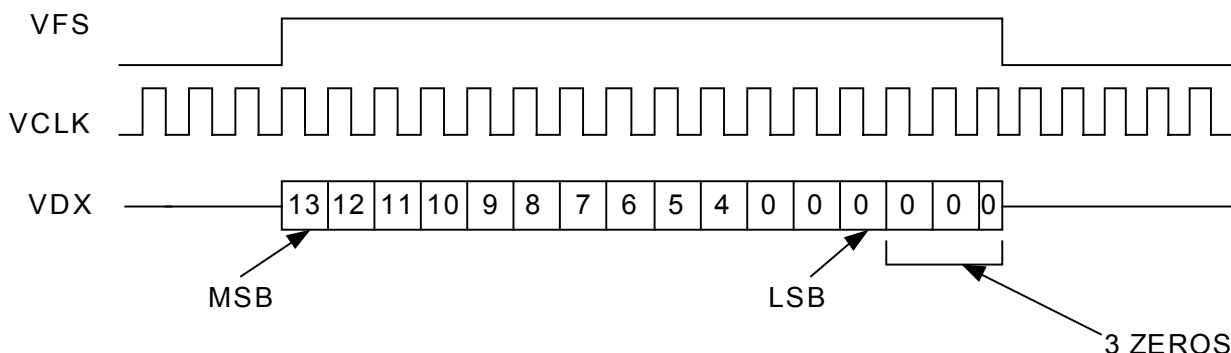 VFS
VCLK
VDX 13 12 11 10 9 8 7 6 5 4 0 0 0 0 0 0
MSB LSB
3 ZEROS